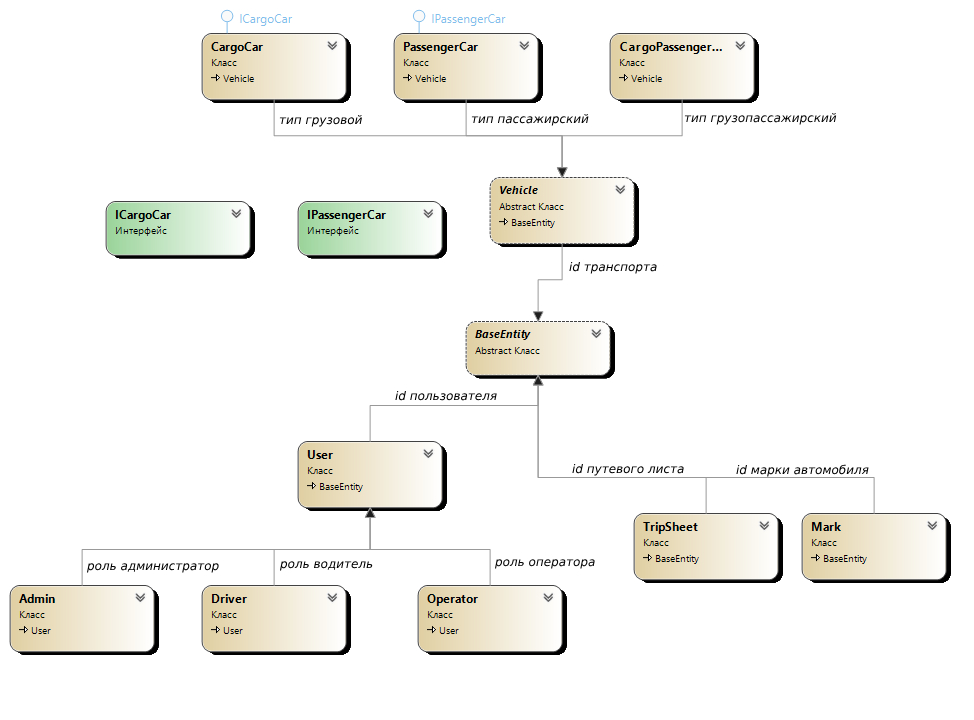 ICargoCar
IPassengerCar
CargoCar
Класс
Vehicle
PassengerCar
Класс
Vehicle
CargoPassenger...
Класс
Vehicle
тип грузовой
тип пассажирский
тип грузопассажирский
Vehicle
Abstract Класс
BaseEntity
ICargoCar
Интерфейс
IPassengerCar
Интерфейс
id транспорта
BaseEntity
Abstract Класс
id пользователя
User
Класс
BaseEntity
id путевого листа
id марки автомобиля
TripSheet
Класс
BaseEntity
Mark
Класс
BaseEntity
роль администратор
роль водитель
роль оператора
Admin
Класс
User
Driver
Класс
User
Operator
Класс
User